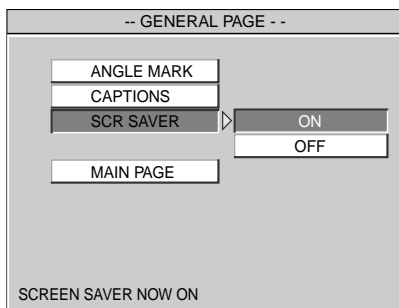 -- GENERAL PAGE - -
ANGLE MARK
CAPTIONS
SCR SAVER ON
OFF
MAIN PAGE
SCREEN SAVER NOW ON